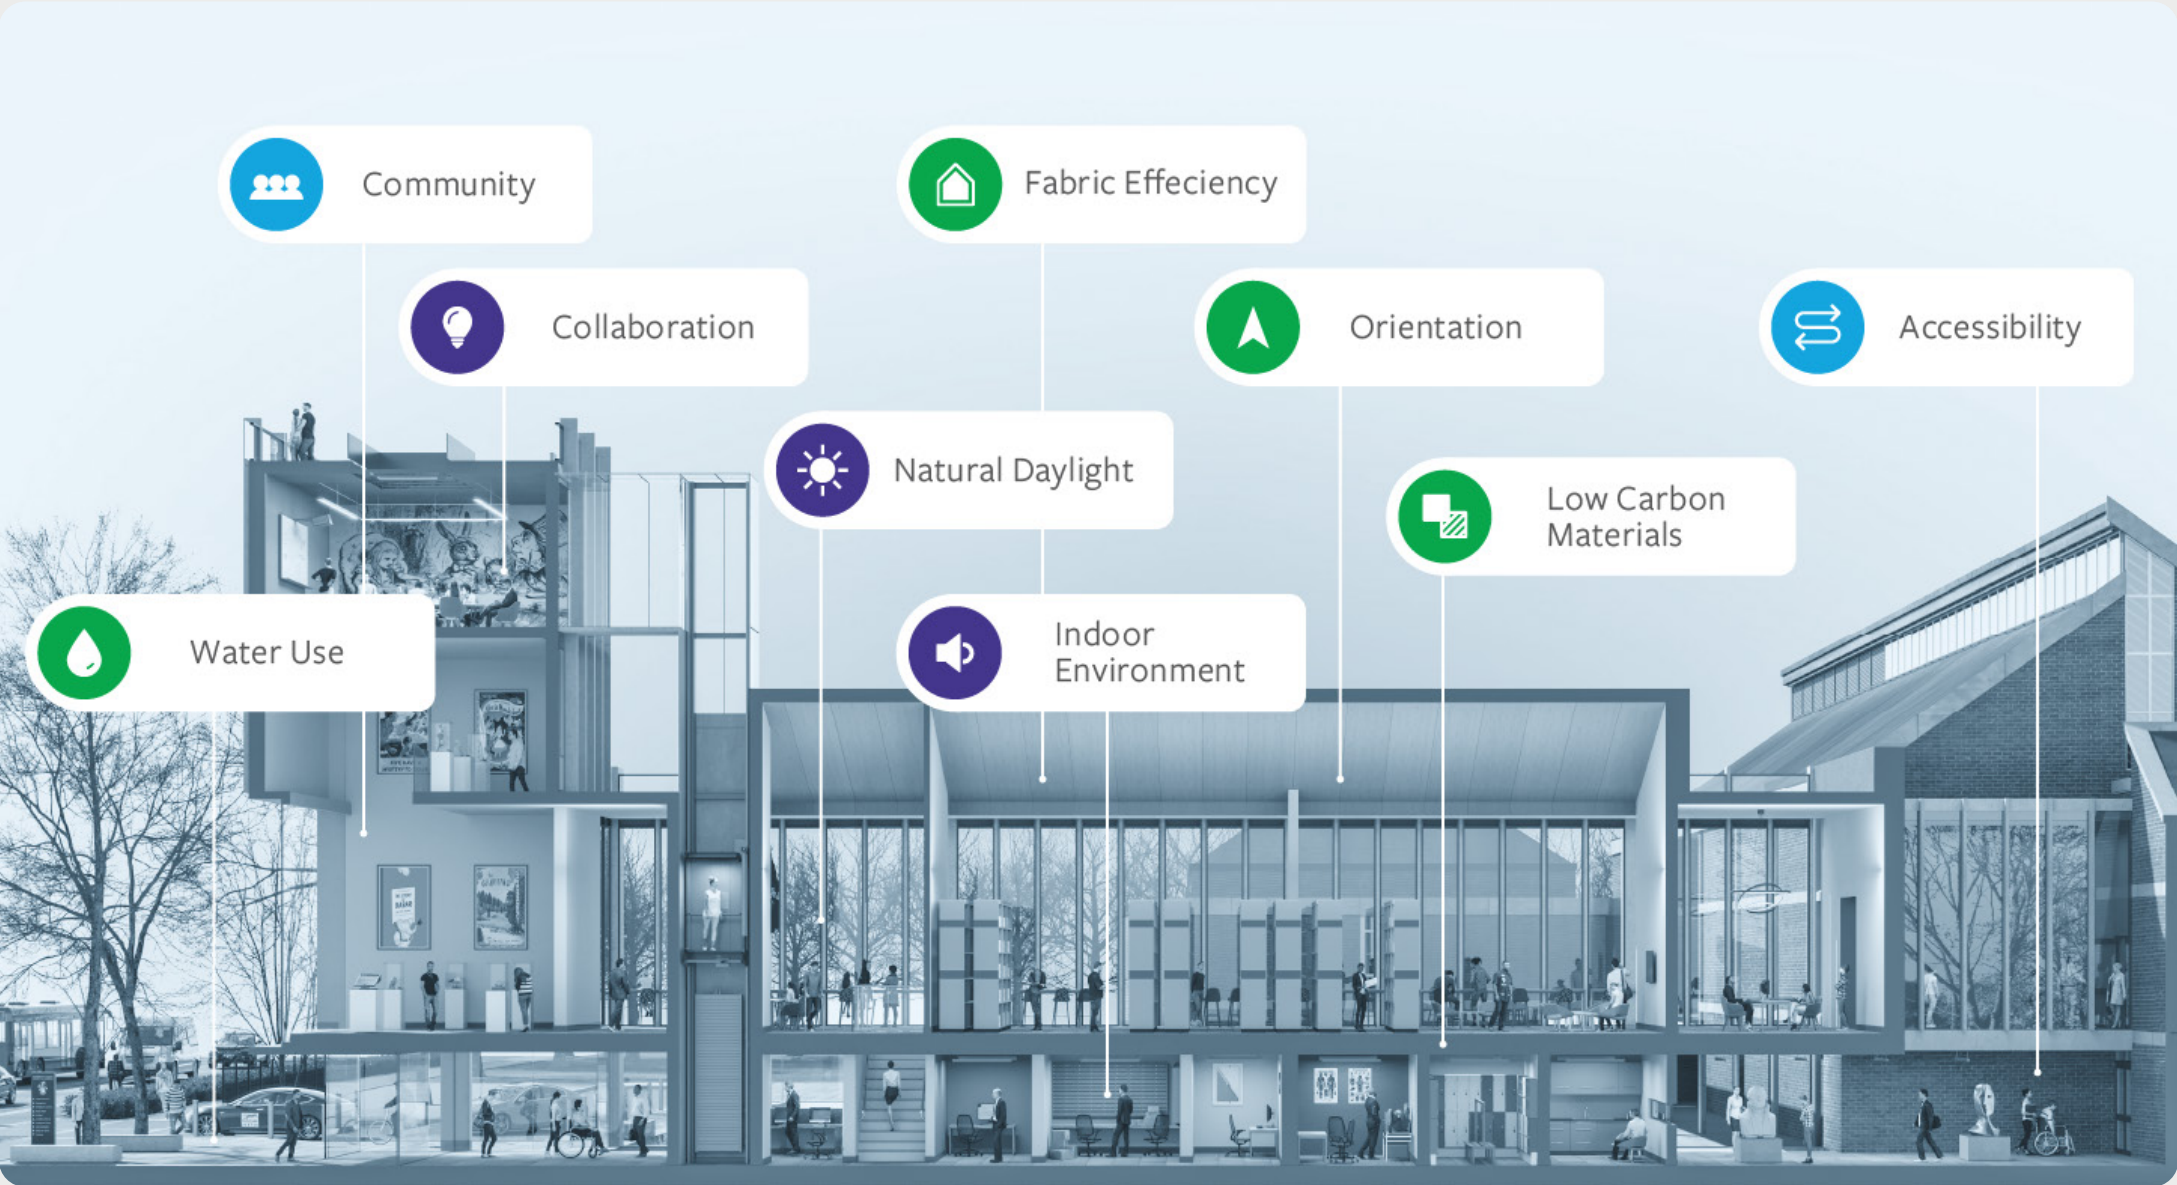 Community
Fabric Effeciency
Collaboration
Orientation
Accessibility
Natural Daylight
Low Carbon
Materials
Water Use
Indoor
Environment